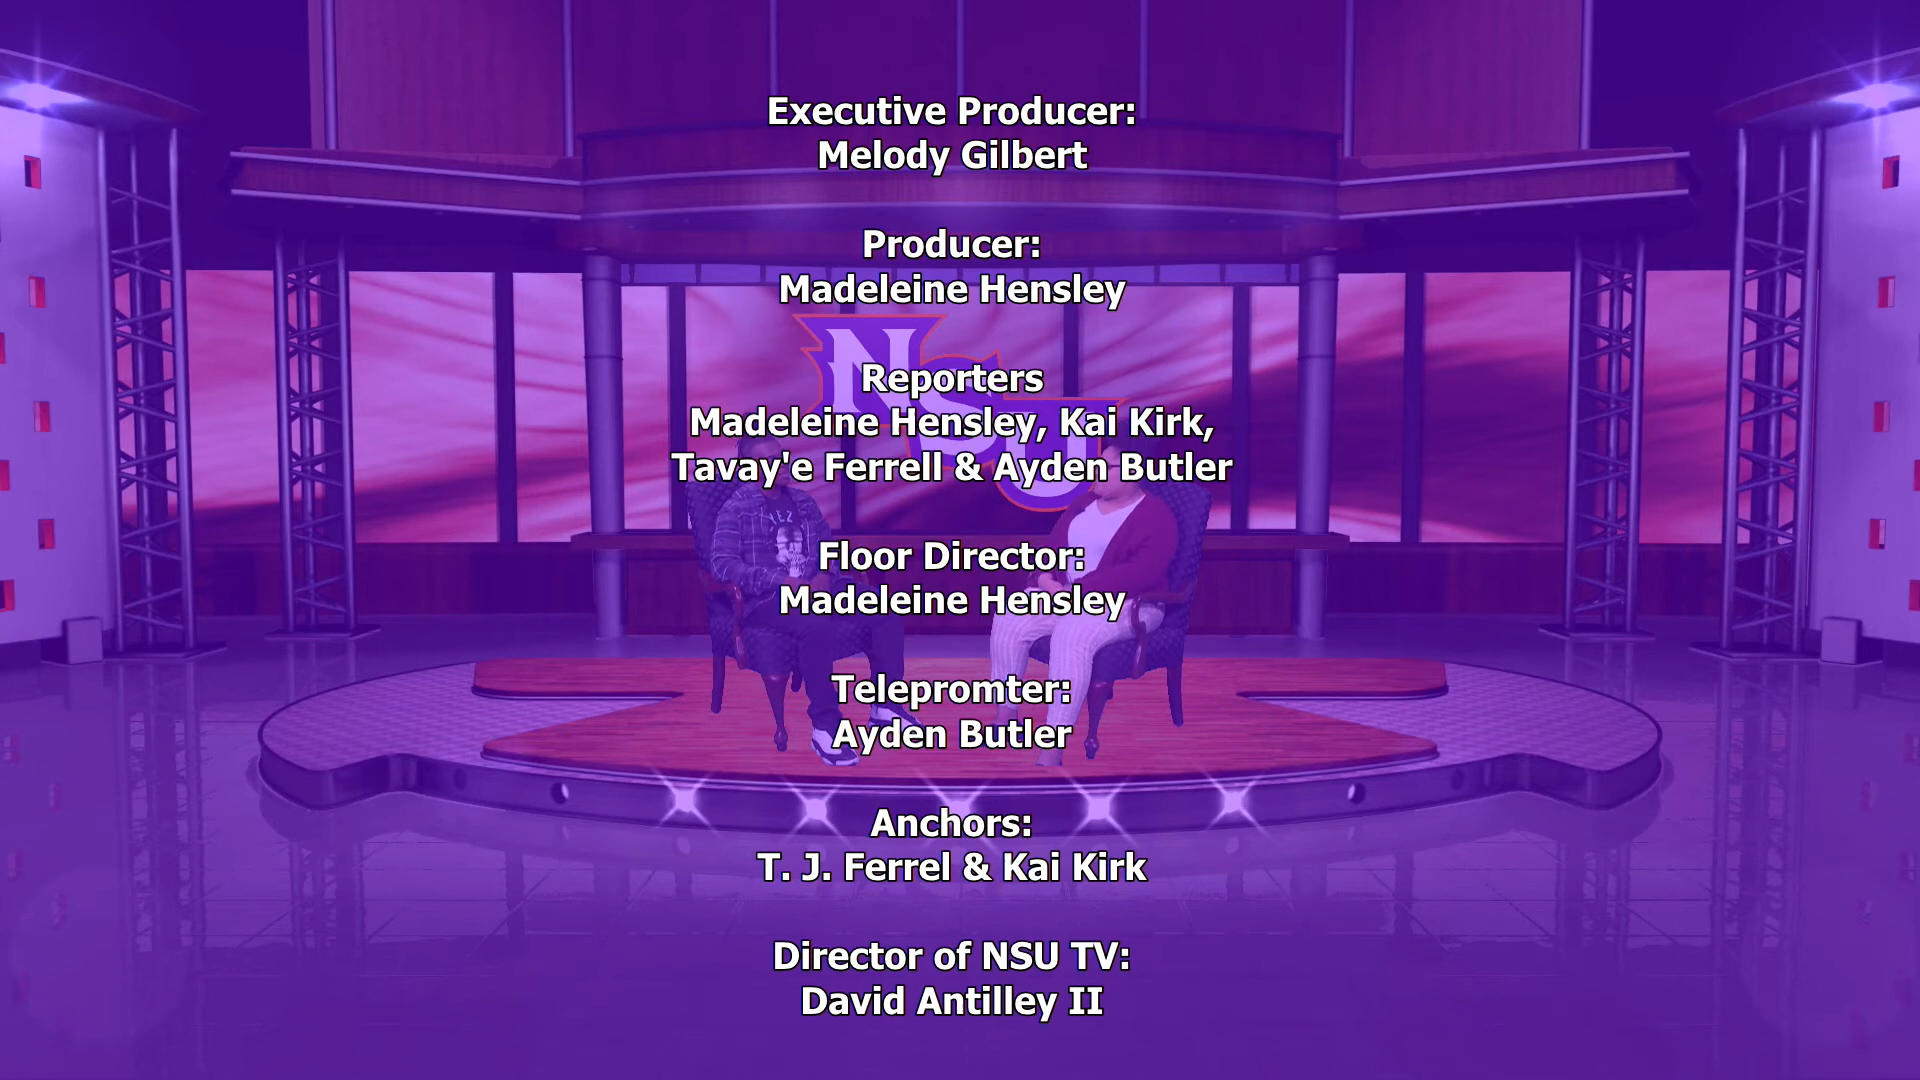 Executive Producer:
Melody Gilbert
Producer:
Madeleine Hensley
NSU
Reporters
Madeleine Hensley, Kai Kirk,
Tavay'e Ferrell & Ayden Butler
Floor Director:
Madeleine Hensley
Telepromter:
Ayden Butler
Anchors:
T. J. Ferrel & Kai Kirk
Director of NSU TV:
David Antilley II